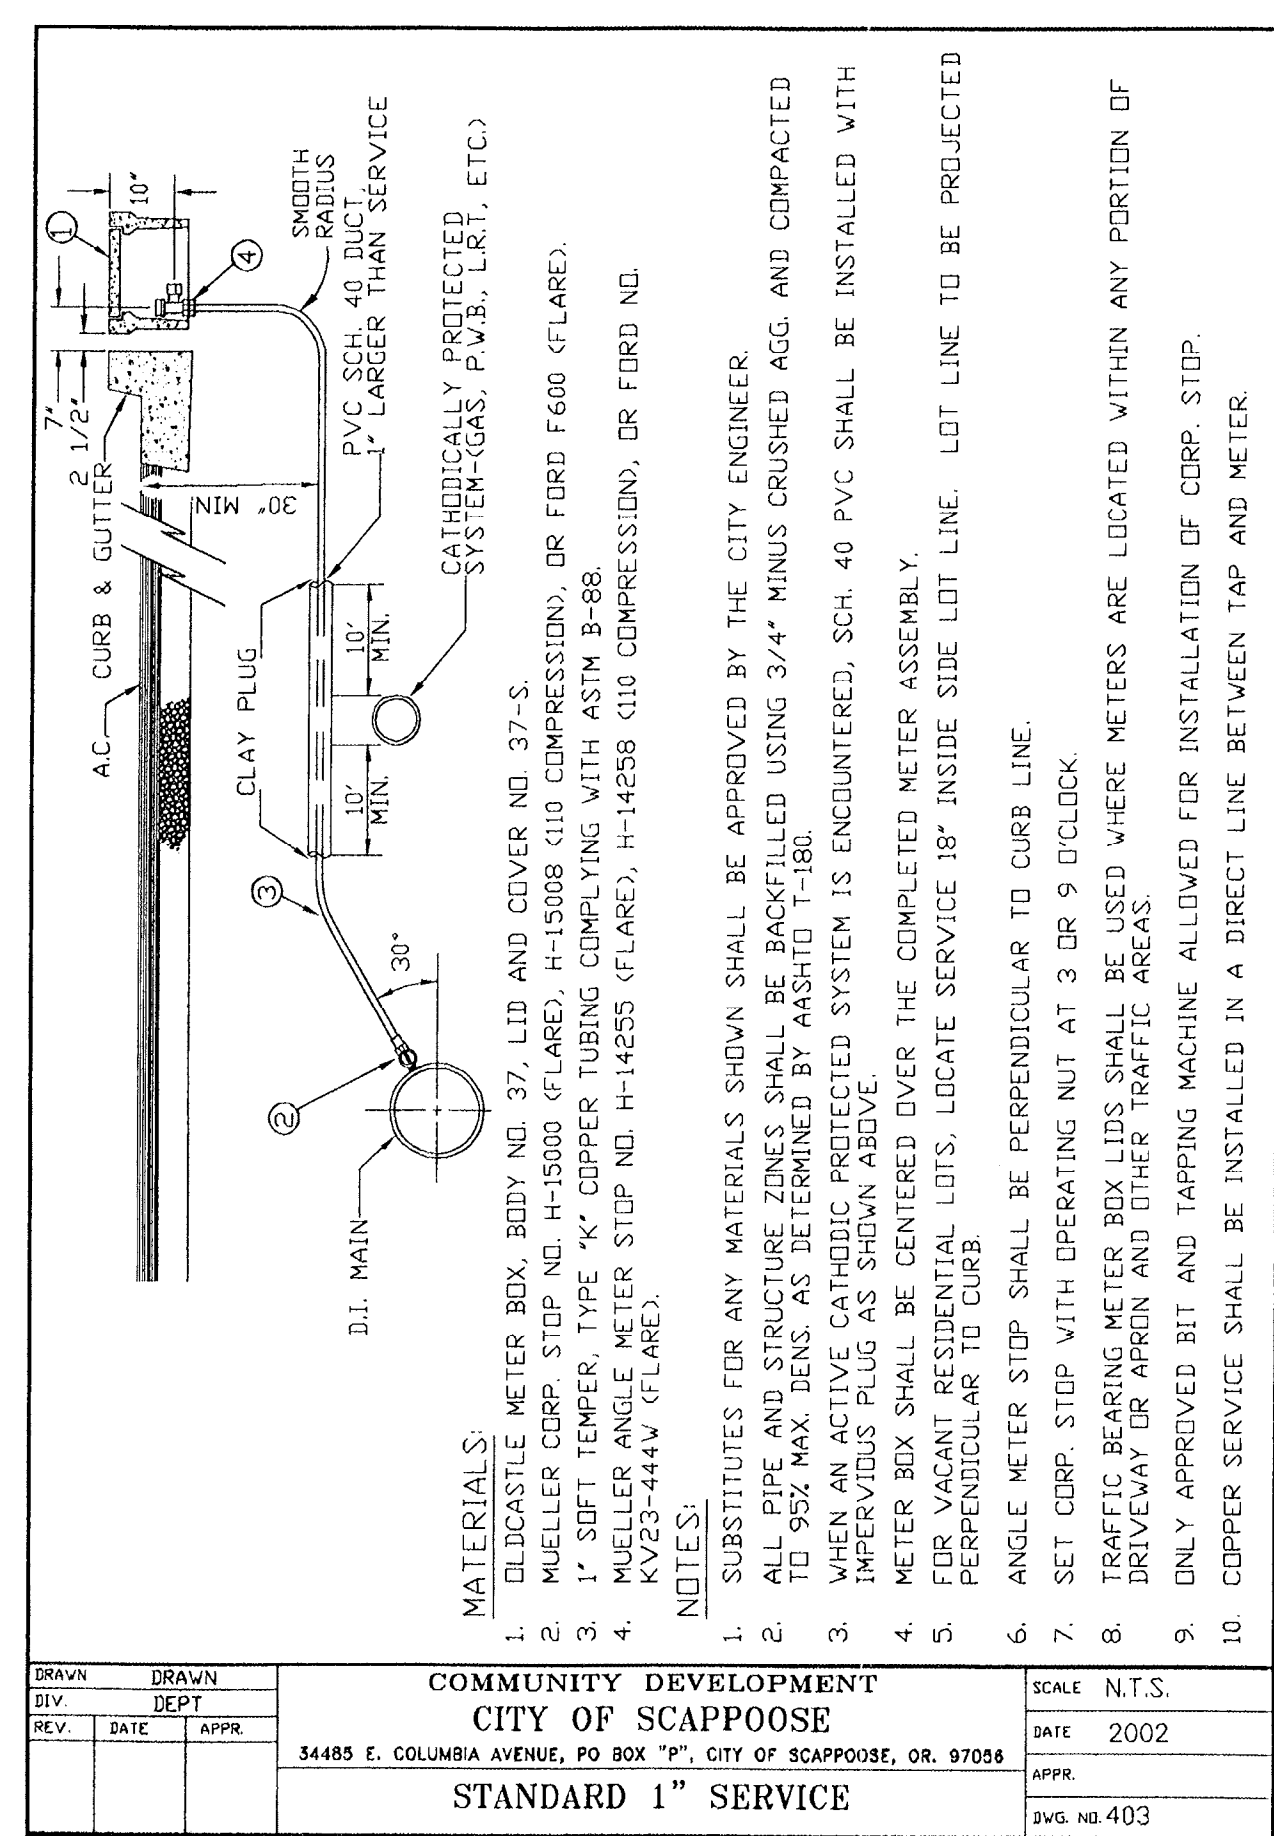 7"
2 1/2"
1
10"
CURB & GUTTER
A.C.
30" MIN
4
SMOOTH
RADIUS
PVC SCH. 40 DUCT,
1" LARGER THAN SERVICE
CLAY PLUG
3
10'
MIN.
10'
MIN.
CATHODICALLY PROTECTED
SYSTEM-(GAS, P.W.B., L.R.T, ETC.)
2
30°
D.I. MAIN
MATERIALS:
1. OLDCASTLE METER BOX, BODY NO. 37, LID AND COVER NO. 37-S.
2. MUELLER CORP. STOP NO. H-15000 (FLARE), H-15008 (110 COMPRESSION), OR FORD F600 (FLARE).
3. 1" SOFT TEMPER, TYPE "K" COPPER TUBING COMPLYING WITH ASTM B-88.
4. MUELLER ANGLE METER STOP NO. H-14255 (FLARE), H-14258 (110 COMPRESSION), OR FORD NO.
KV23-444W (FLARE).
NOTES:
1. SUBSTITUTES FOR ANY MATERIALS SHOWN SHALL BE APPROVED BY THE CITY ENGINEER.
2. ALL PIPE AND STRUCTURE ZONES SHALL BE BACKFILLED USING 3/4" MINUS CRUSHED AGG. AND COMPACTED
TO 95% MAX. DENS. AS DETERMINED BY AASHTO T-180.
3. WHEN AN ACTIVE CATHODIC PROTECTED SYSTEM IS ENCOUNTERED, SCH. 40 PVC SHALL BE INSTALLED WITH
IMPERVIOUS PLUG AS SHOWN ABOVE.
4. METER BOX SHALL BE CENTERED OVER THE COMPLETED METER ASSEMBLY.
5. FOR VACANT RESIDENTIAL LOTS, LOCATE SERVICE 18" INSIDE SIDE LOT LINE. LOT LINE TO BE PROJECTED
PERPENDICULAR TO CURB.
6. ANGLE METER STOP SHALL BE PERPENDICULAR TO CURB LINE.
7. SET CORP. STOP WITH OPERATING NUT AT 3 OR 9 O'CLOCK.
8. TRAFFIC BEARING METER BOX LIDS SHALL BE USED WHERE METERS ARE LOCATED WITHIN ANY PORTION OF
DRIVEWAY OR APRON AND OTHER TRAFFIC AREAS.
9. ONLY APPROVED BIT AND TAPPING MACHINE ALLOWED FOR INSTALLATION OF CORP. STOP.
10. COPPER SERVICE SHALL BE INSTALLED IN A DIRECT LINE BETWEEN TAP AND METER.
DRAWN DRAWN
DIV. DEPT
REV. DATE APPR.
COMMUNITY DEVELOPMENT
CITY OF SCAPPOOSE
34485 E. COLUMBIA AVENUE, PO BOX "P", CITY OF SCAPPOOSE, OR. 97056
STANDARD 1" SERVICE
SCALE N.T.S.
DATE 2002
APPR.
DWG. NO. 403